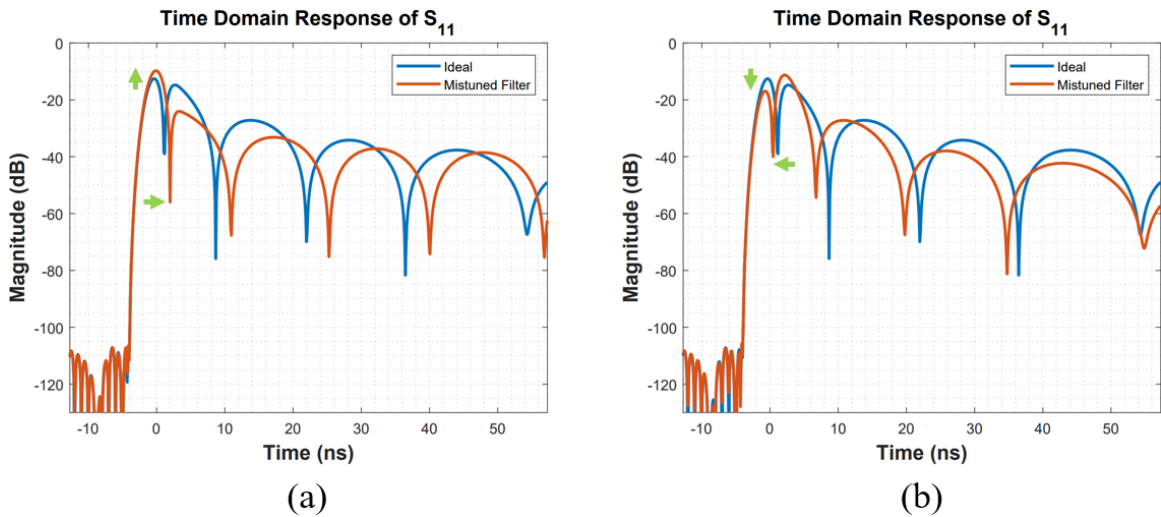 Time Domain Response of S11
Magnitude (dB)
0
-20
-40
-60
-80
-100
-120
Ideal
Mistuned Filter
-10 0 10 20 30 40 50
Time (ns)
(a)
Time Domain Response of S11
Magnitude (dB)
0
-20
-40
-60
-80
-100
-120
Ideal
Mistuned Filter
-10 0 10 20 30 40 50
Time (ns)
(b)